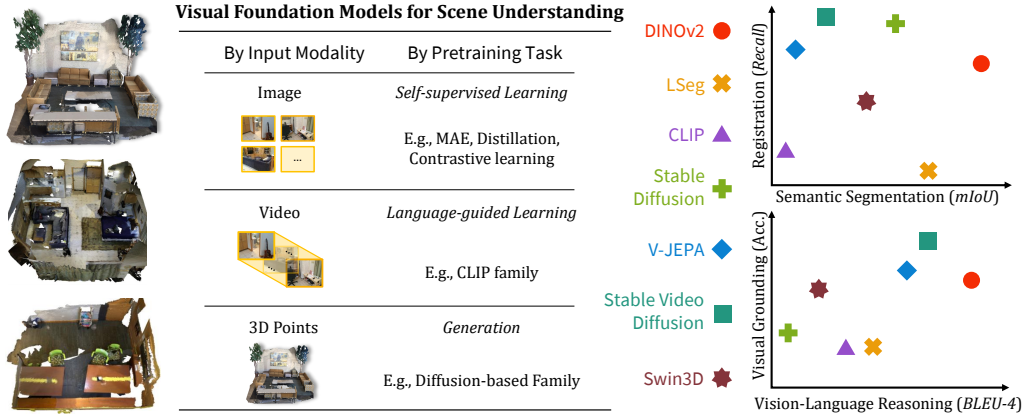 Visual Foundation Models for Scene Understanding
By Input Modality
By Pretraining Task
Image
Self-supervised Learning
...
E.g., MAE, Distillation,
Contrastive learning
Video
Language-guided Learning
E.g., CLIP family
3D Points
Generation
E.g., Diffusion-based Family
DINOv2
LSeg
CLIP
Stable
Diffusion
V-JEPA
Stable Video
Diffusion
Swin3D
Registration (Recall)
Semantic Segmentation (mIoU)
Visual Grounding (Acc.)
Vision-Language Reasoning (BLEU-4)